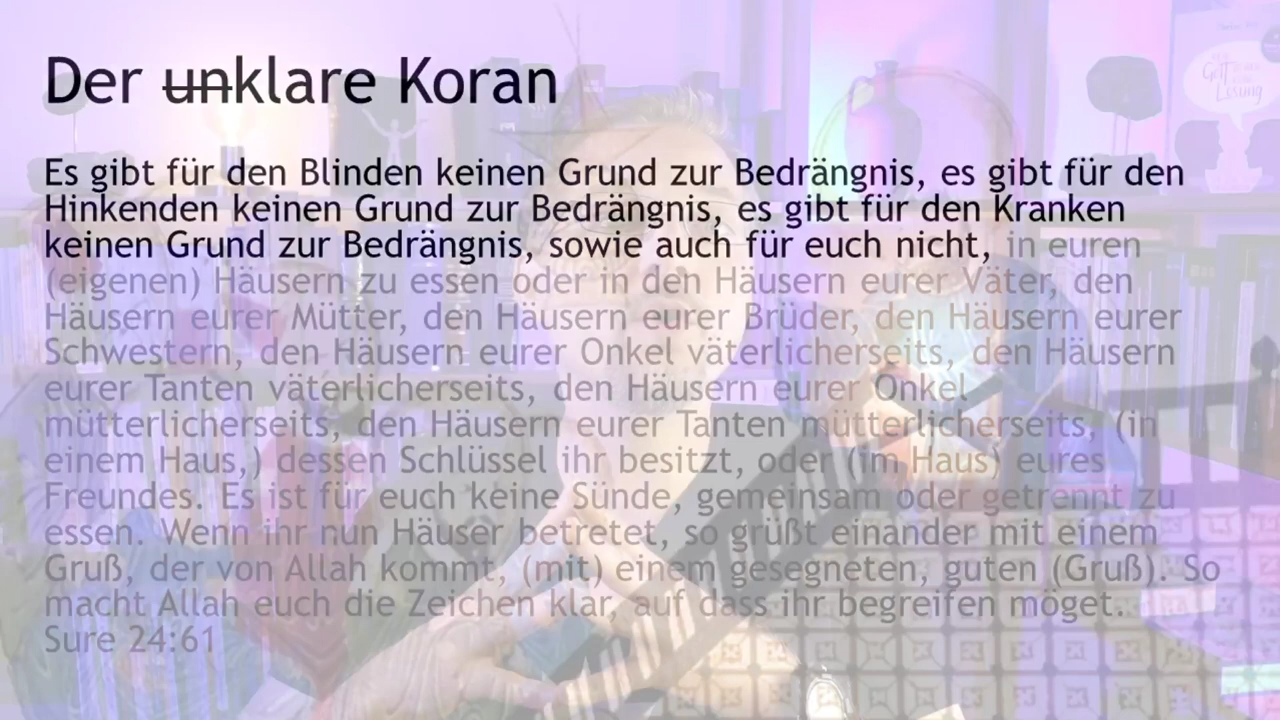 Der unklare Koran
Es gibt für den Blinden keinen Grund zur Bedrängnis, es gibt für den
Hinkenden keinen Grund zur Bedrängnis, es gibt für den Kranken
keinen Grund zur Bedrängnis, sowie auch für euch nicht, in euren
(eigenen) Häusern zu essen oder in den Häusern eurer Väter, den
Häusern eurer Mütter, den Häusern eurer Brüder, den Häusern eurer
Schwestern, den Häusern eurer Onkel väterlicherseits, den Häusern
eurer Tanten väterlicherseits, den Häusern eurer Onkel
mütterlicherseits, den Häusern eurer Tanten mütterlicherseits, (in
einem Haus,) dessen Schlüssel ihr besitzt, oder (im Haus) eures
Freundes. Es ist für euch keine Sünde, gemeinsam oder getrennt zu
essen. Wenn ihr nun Häuser betretet, so grüßt einander mit einem
Gruß, der von Allah kommt, (mit) einem gesegneten, guten (Gruß). So
macht Allah euch die Zeichen klar, auf dass ihr begreifen möget.
Sure 24:61
Gott
Lösung